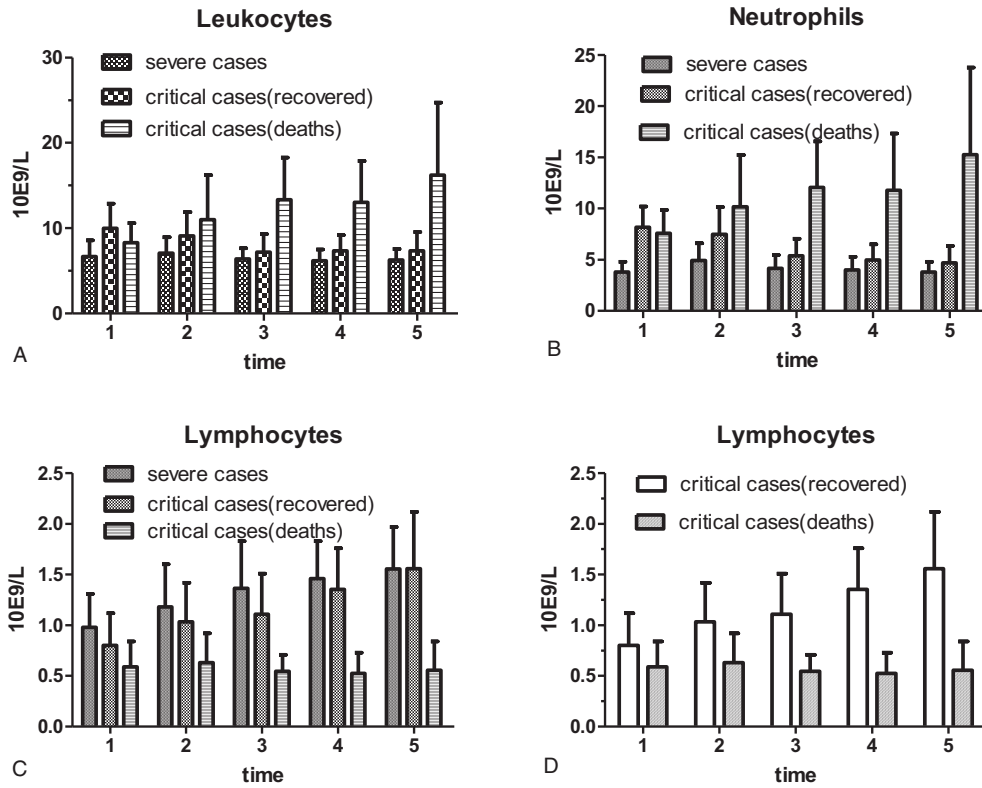 Leukocytes
30
20
10
0
10E9/L
severe cases
critical cases(recovered)
critical cases(deaths)
1 2 3 4 5
time
A
Neutrophils
25
20
15
10
5
0
10E9/L
severe cases
critical cases(recovered)
critical cases(deaths)
1 2 3 4 5
time
B
Lymphocytes
2.5
2.0
1.5
1.0
0.5
0.0
10E9/L
severe cases
critical cases(recovered)
critical cases(deaths)
1 2 3 4 5
time
C
Lymphocytes
2.5
2.0
1.5
1.0
0.5
0.0
10E9/L
critical cases(recovered)
critical cases(deaths)
1 2 3 4 5
time
D